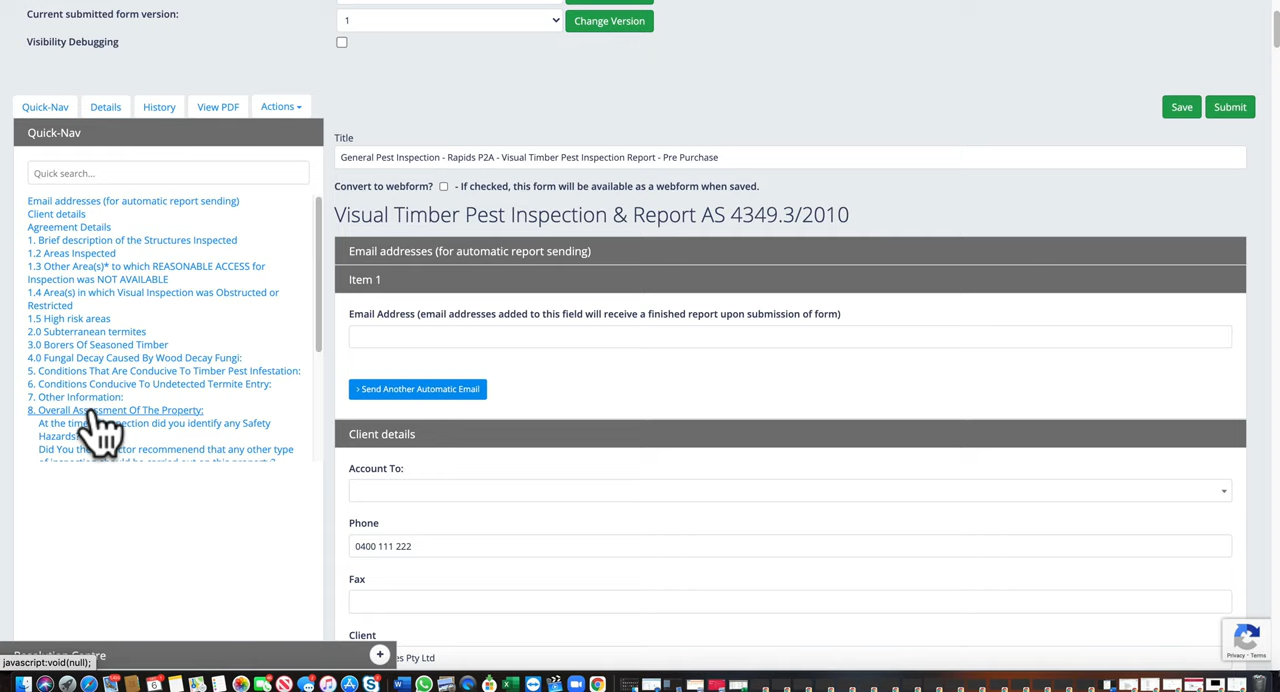 Current submitted form version:
1
Change Version
Visibility Debugging
Quick-Nav
Details
History
View PDF
Actions
Save
Submit
Quick-Nav
Quick search...
Email addresses (for automatic report sending)
Client details
Agreement Details
1. Brief description of the Structures Inspected
1.2 Areas Inspected
1.3 Other Area(s)* to which REASONABLE ACCESS for
Inspection was NOT AVAILABLE
1.4 Area(s) in which Visual Inspection was Obstructed or
Restricted
1.5 High risk areas
2.0 Subterranean termites
3.0 Borers Of Seasoned Timber
4.0 Fungal Decay Caused By Wood Decay Fungi:
5. Conditions That Are Conducive To Timber Pest Infestation:
6. Conditions Conducive To Undetected Termite Entry:
7. Other Information:
8. Overall Assessment Of The Property:
At the time pection did you identify any Safety
Hazards
Did You the ctor recommenend that any other type
Title
General Pest Inspection - Rapids P2A - Visual Timber Pest Inspection Report - Pre Purchase
Convert to webform? - If checked, this form will be available as a webform when saved.
Visual Timber Pest Inspection & Report AS 4349.3/2010
Email addresses (for automatic report sending)
Item 1
Email Address (email addresses added to this field will receive a finished report upon submission of form)
› Send Another Automatic Email
Client details
Account To:
Phone
0400 111 222
Fax
Client
es Pty Ltd
+
javascript:void(null);
Privacy - Terms